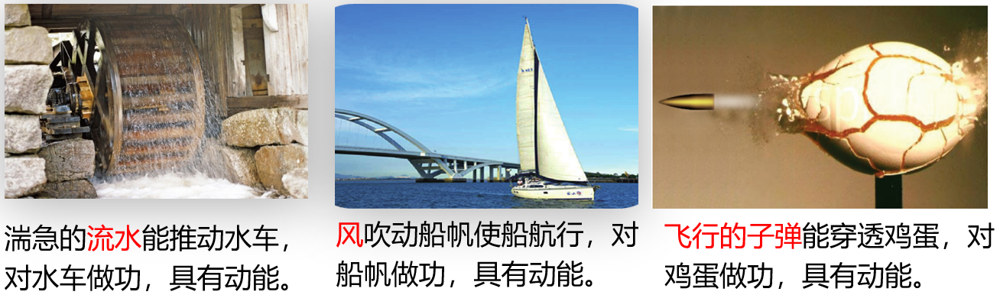 湍急的流水能推动水车，
对水车做功，具有动能。
风吹动船帆使船航行，对
船帆做功，具有动能。
飞行的子弹能穿透鸡蛋，对
鸡蛋做功，具有动能。